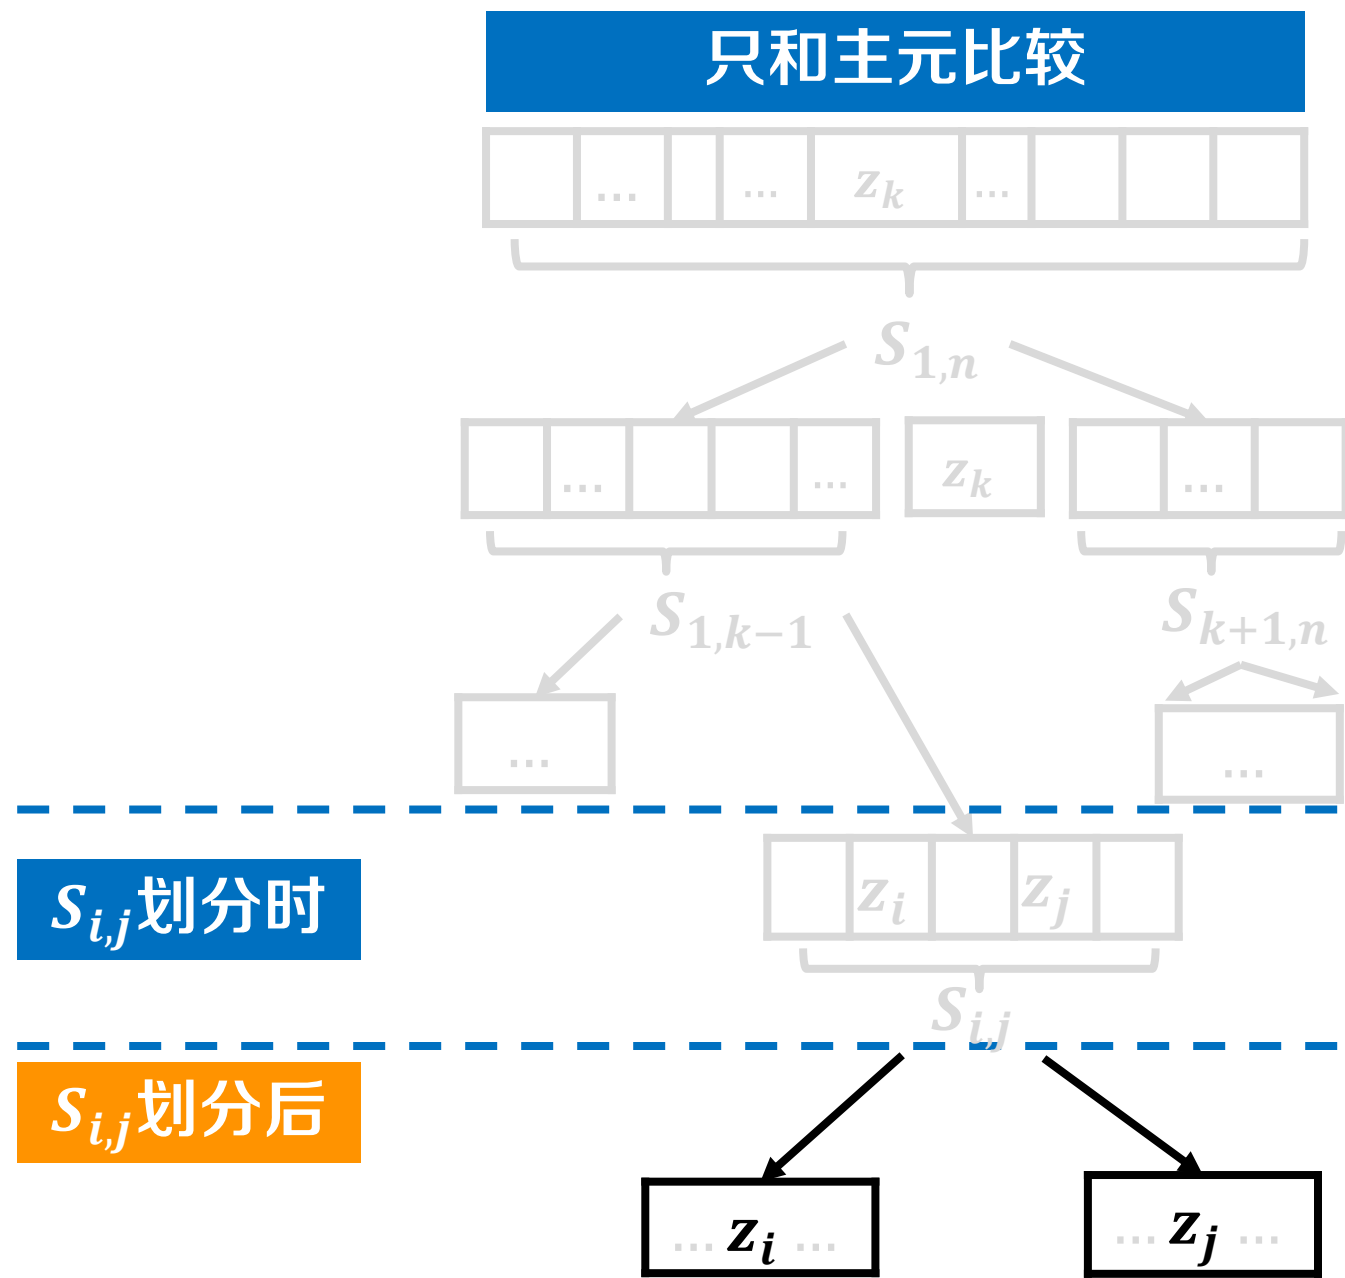 只和主元比较
... ... z_k ...
S_{1,n}
... ... z_k ...
S_{1,k-1} S_{k+1,n}
... ...
S_{i,j}划分时 z_i z_j
S_{i,j}
S_{i,j}划分后
... z_i ... ... z_j ...